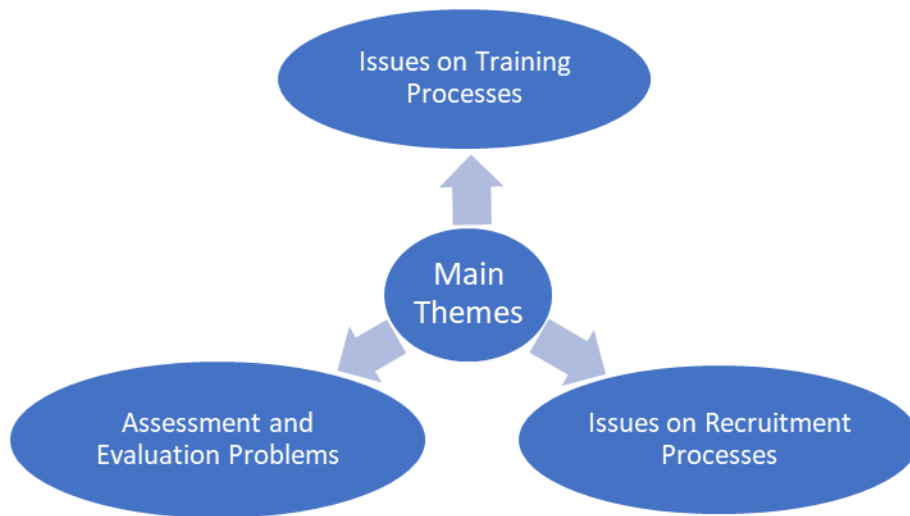 Issues on Training
Processes
Main
Themes
Assessment and
Evaluation Problems
Issues on Recruitment
Processes